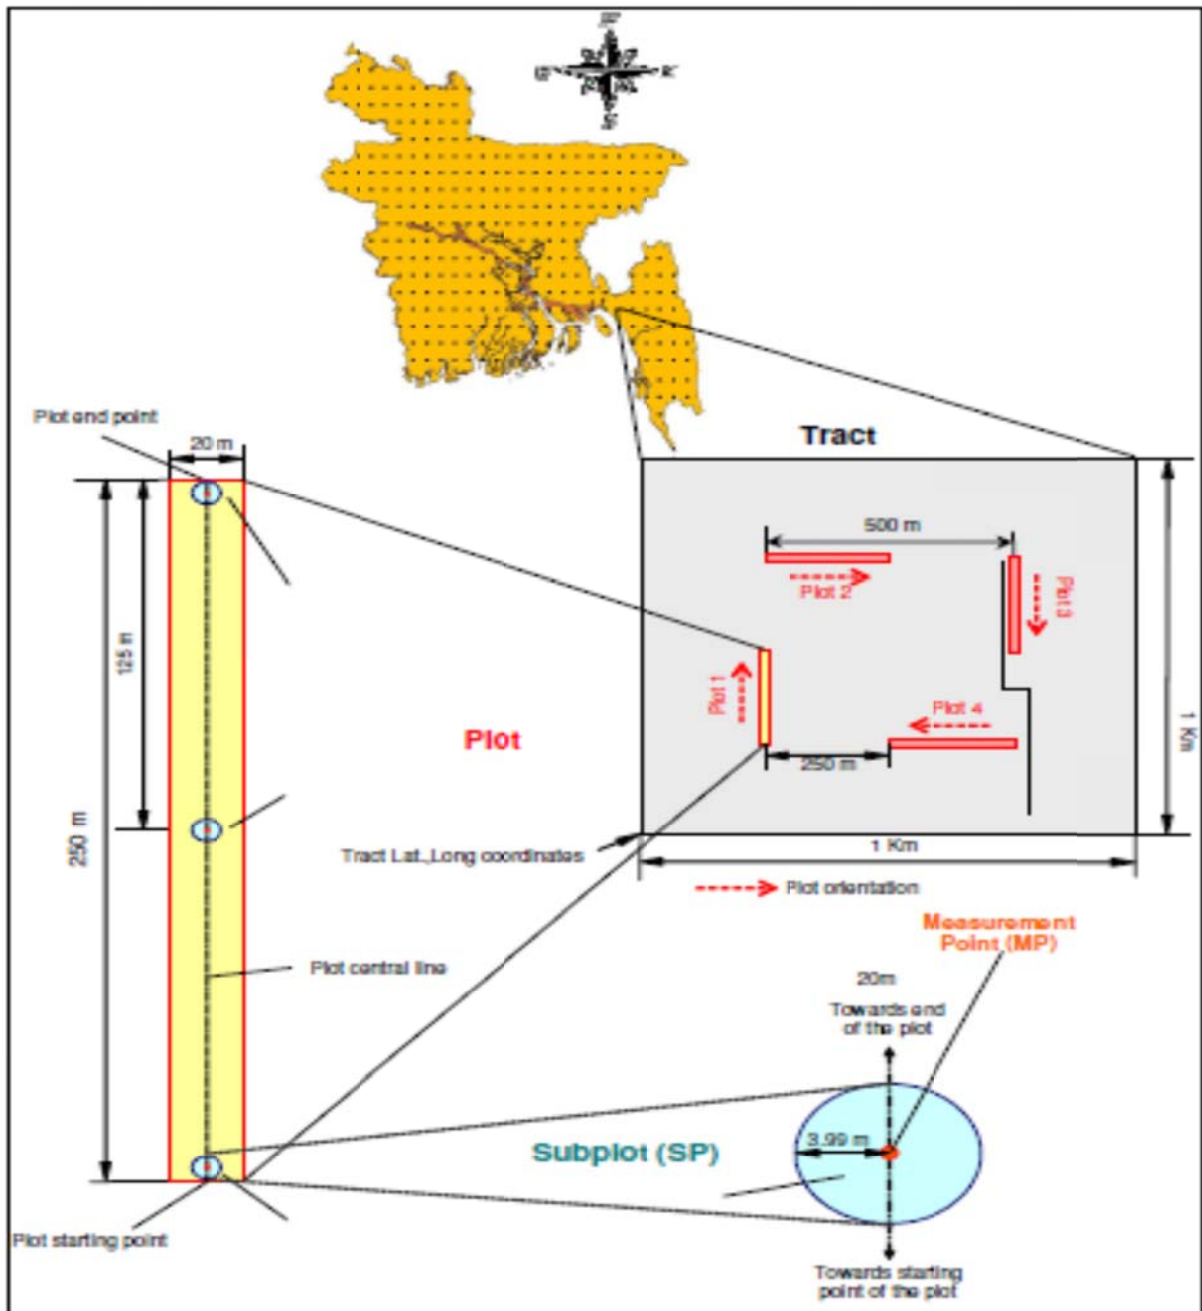 Plot end point
20 m
Tract
500 m
Plot 2
Plot 3
125 m
Plot 1
Plot
Plot 4
250 m
1 Km
250 m
Tract Lat.,Long coordinates
1 Km
Plot orientation
Measurement
Point (MP)
Plot central line
20m
Towards end
of the plot
Subplot (SP)
3.99 m
Plot starting point
Towards starting
point of the plot